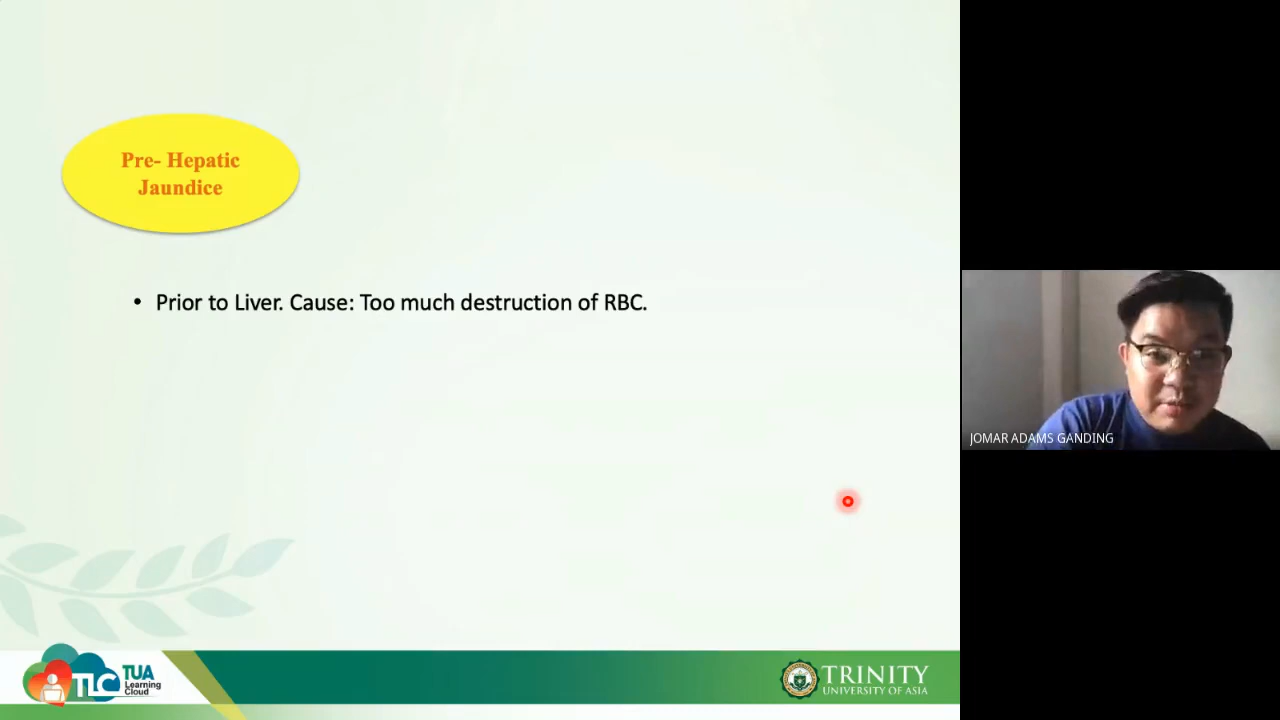 Pre- Hepatic
Jaundice
• Prior to Liver. Cause: Too much destruction of RBC.
JOMAR ADAMS GANDING
TLC
TUA
Learning
Cloud
TRINITY
UNIVERSITY OF ASIA